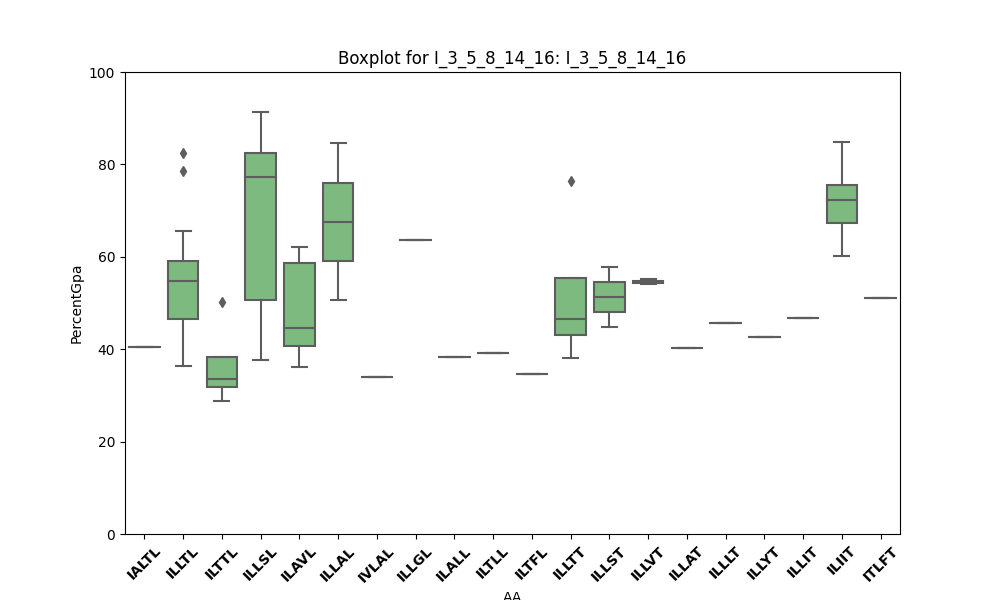 Boxplot for I_3_5_8_14_16: I_3_5_8_14_16
100
80
60
40
20
0
PercentGpa
IALTL ILLTL ILTTL ILLSL ILAVL ILLAL IVLAL ILLGL ILALL ILTLL ILTFL ILLTT ILLST ILLVT ILLAT ILLLT ILLYT ILLIT ILIIT ITLFT
AA